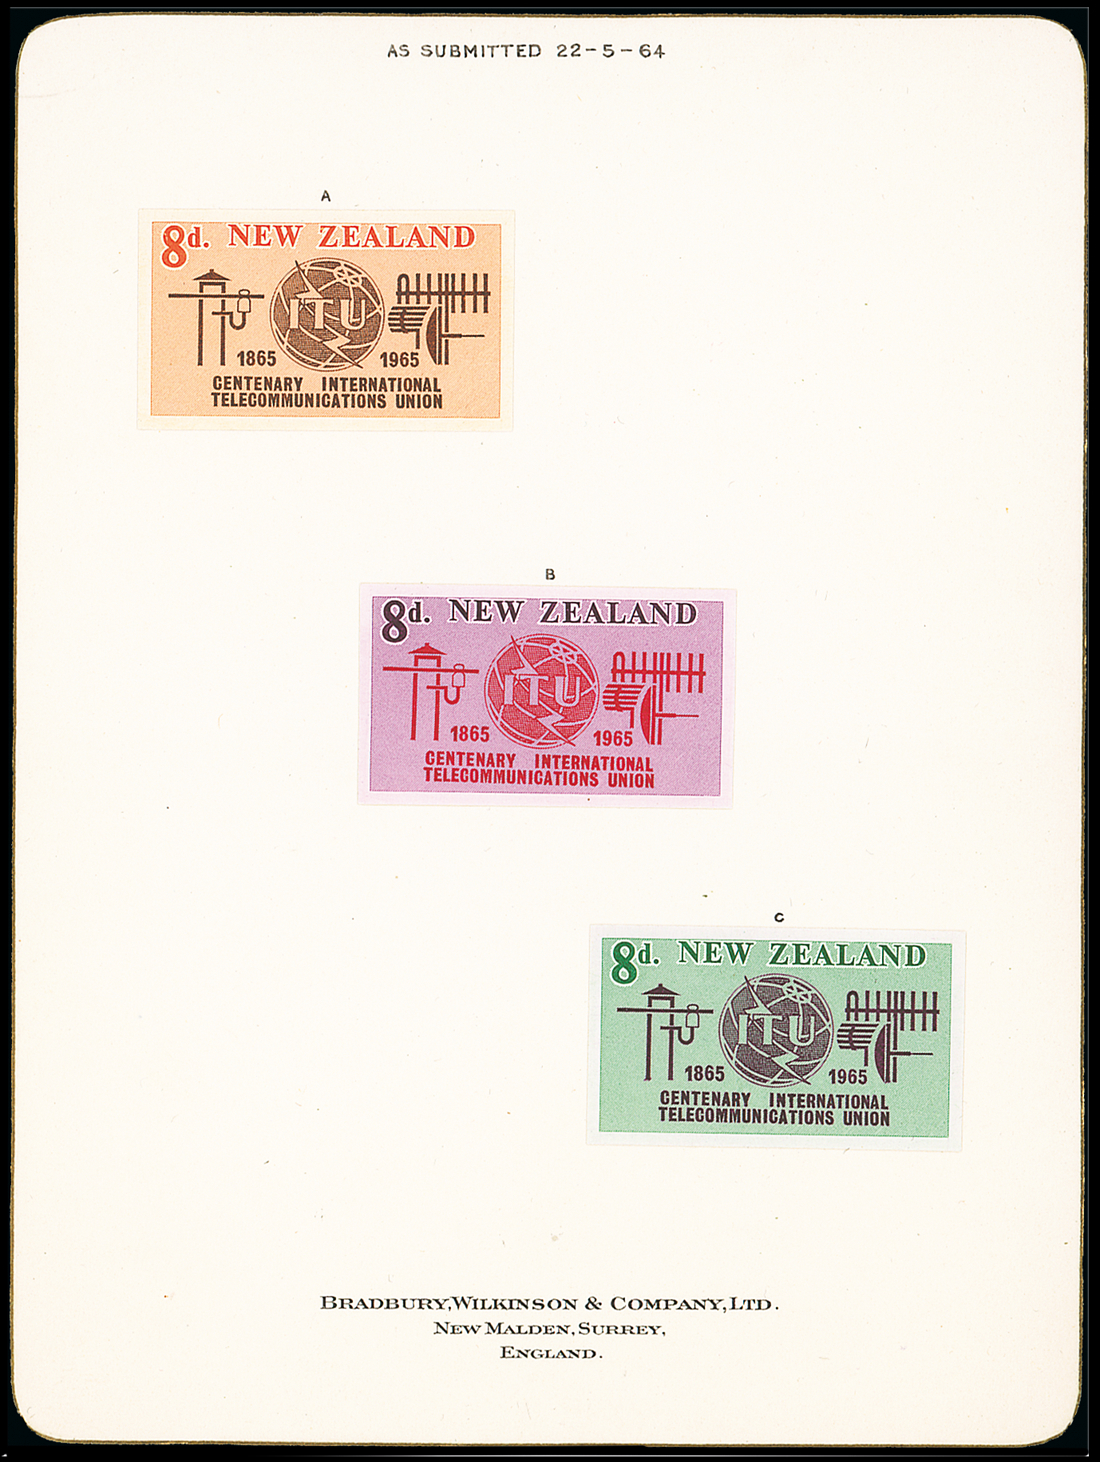 AS SUBMITTED 22-5-64
A
8d. NEW ZEALAND
ITU
1865 1965
CENTENARY INTERNATIONAL
TELECOMMUNICATIONS UNION
B
8d. NEW ZEALAND
ITU
1865 1965
CENTENARY INTERNATIONAL
TELECOMMUNICATIONS UNION
C
8d. NEW ZEALAND
ITU
1865 1965
CENTENARY INTERNATIONAL
TELECOMMUNICATIONS UNION
BRADBURY, WILKINSON & COMPANY, LTD.
NEW MALDEN, SURREY,
ENGLAND.